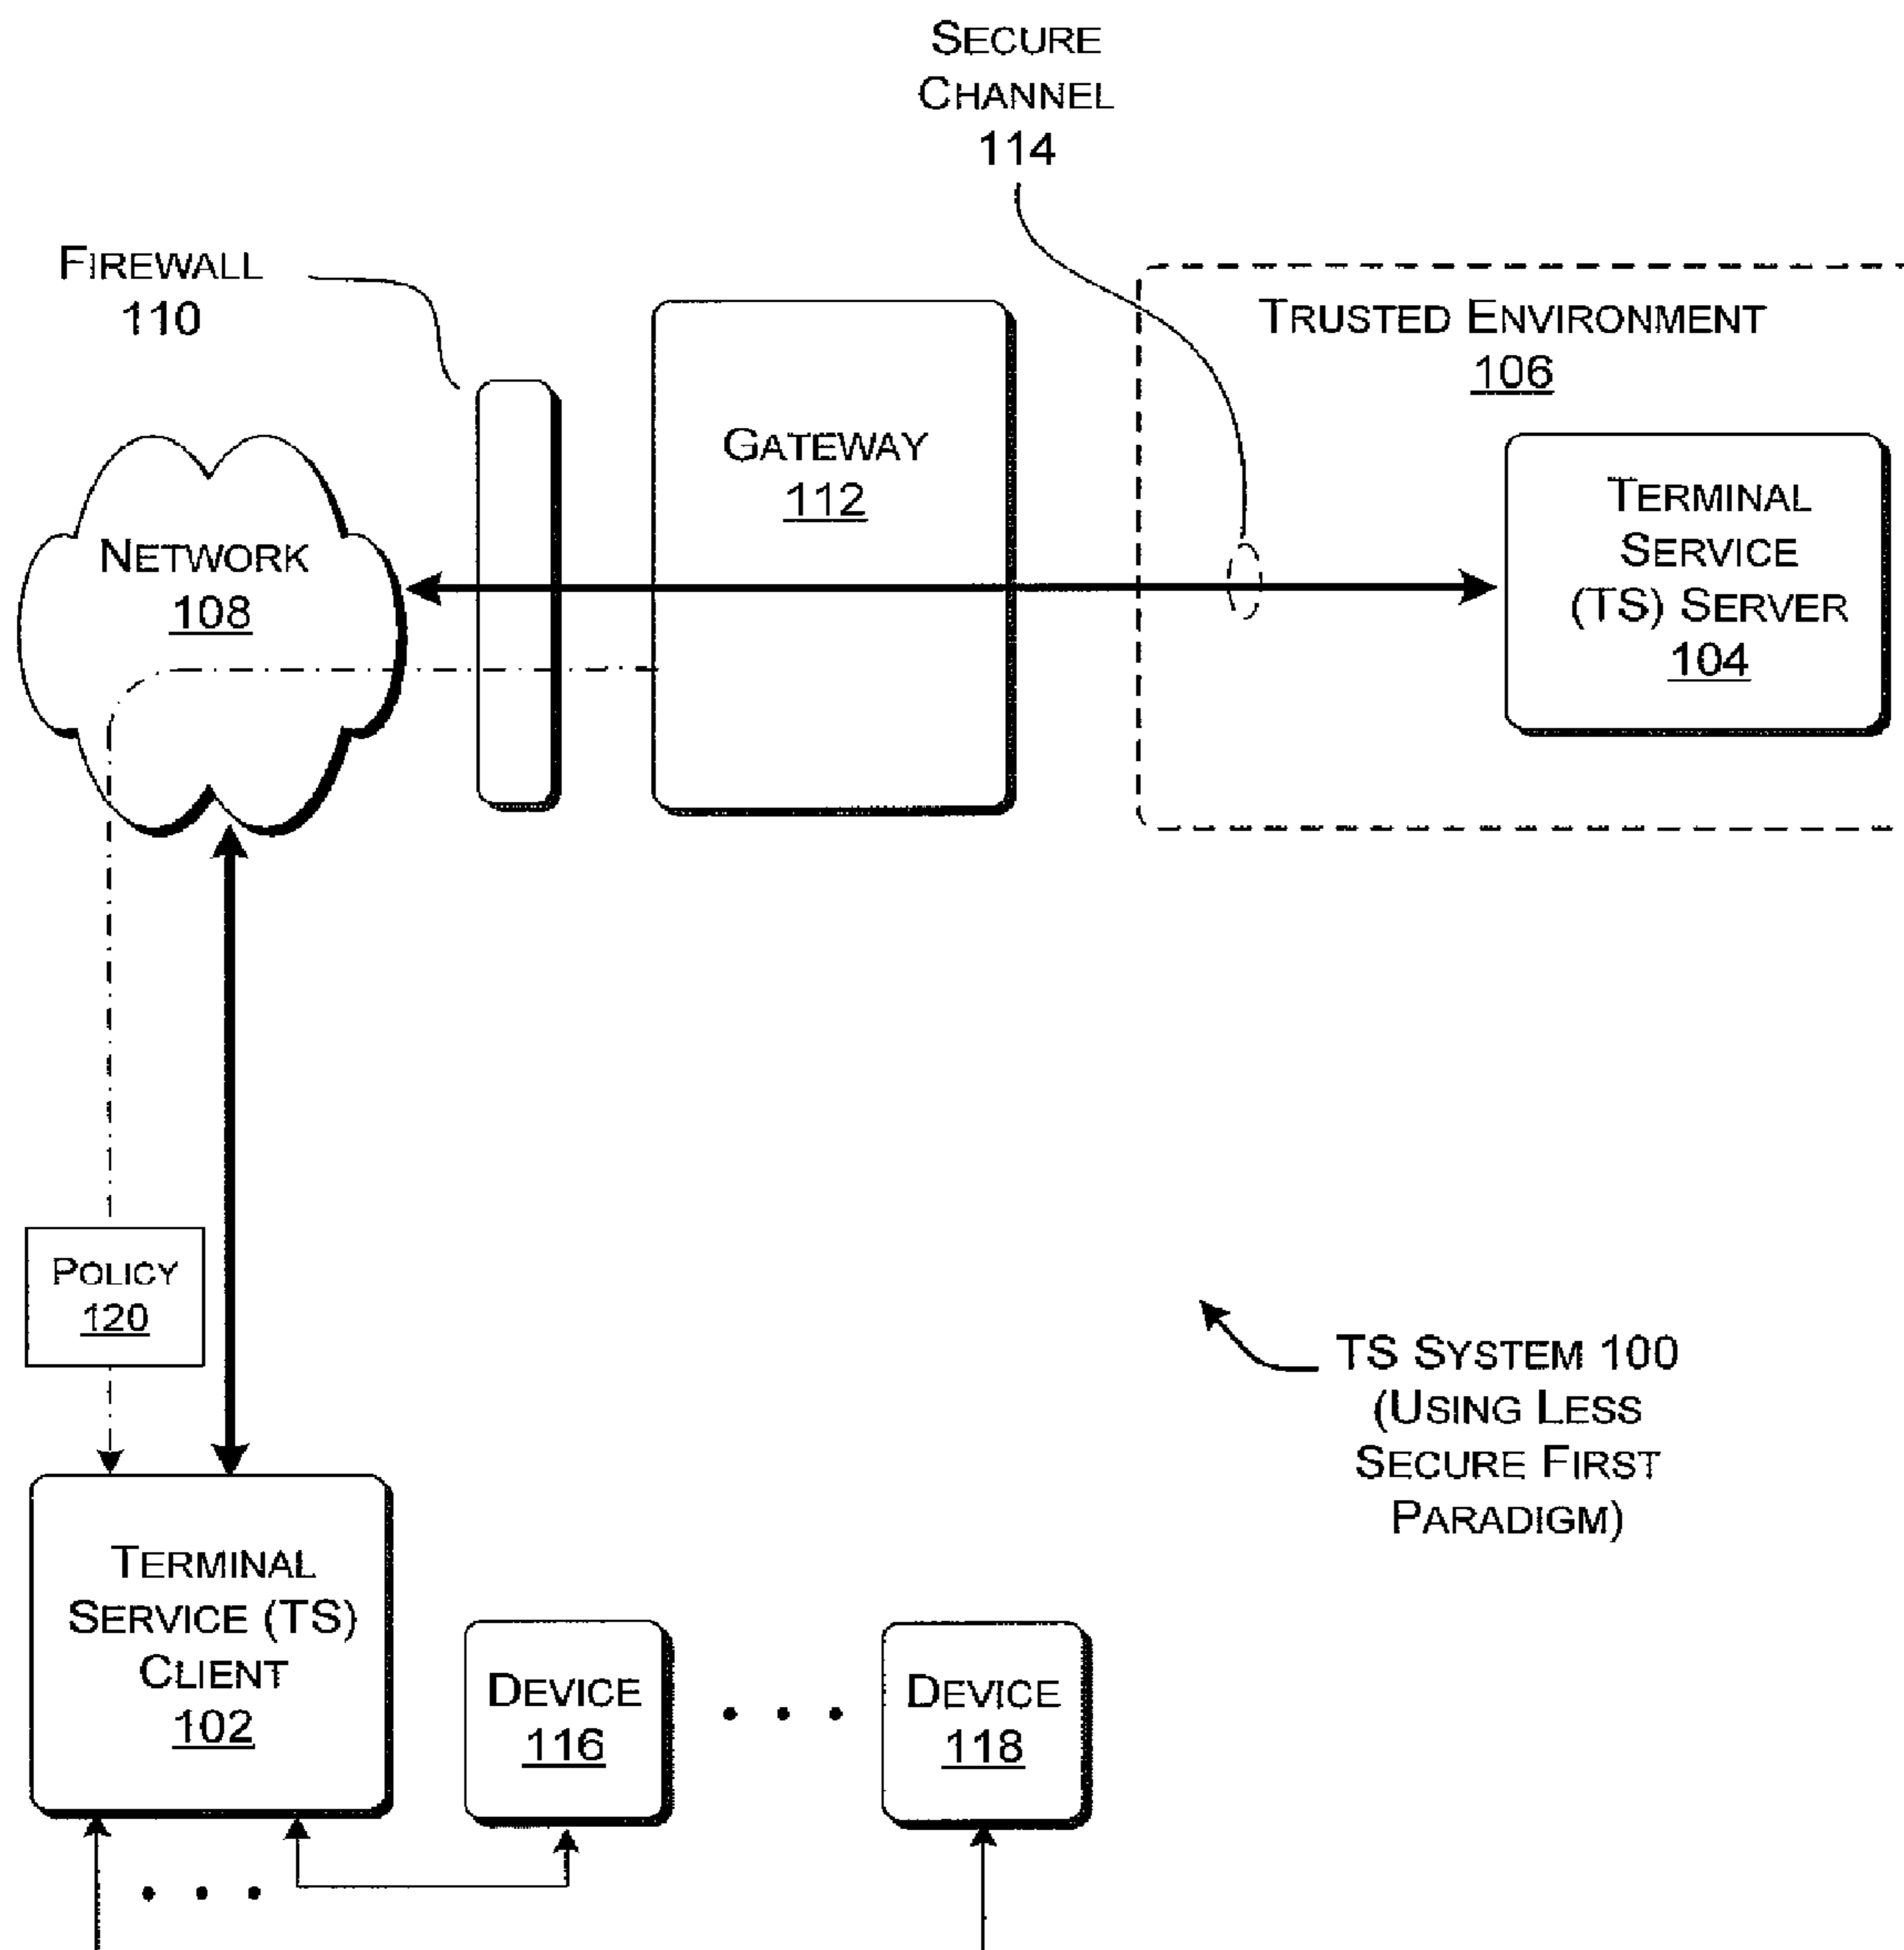 SECURE
CHANNEL
114
FIREWALL
110
TRUSTED ENVIRONMENT
106
GATEWAY
112
TERMINAL
SERVICE
(TS) SERVER
104
NETWORK
108
POLICY
120
TS SYSTEM 100
(USING LESS
SECURE FIRST
PARADIGM)
TERMINAL
SERVICE (TS)
CLIENT
102
DEVICE
116
DEVICE
118